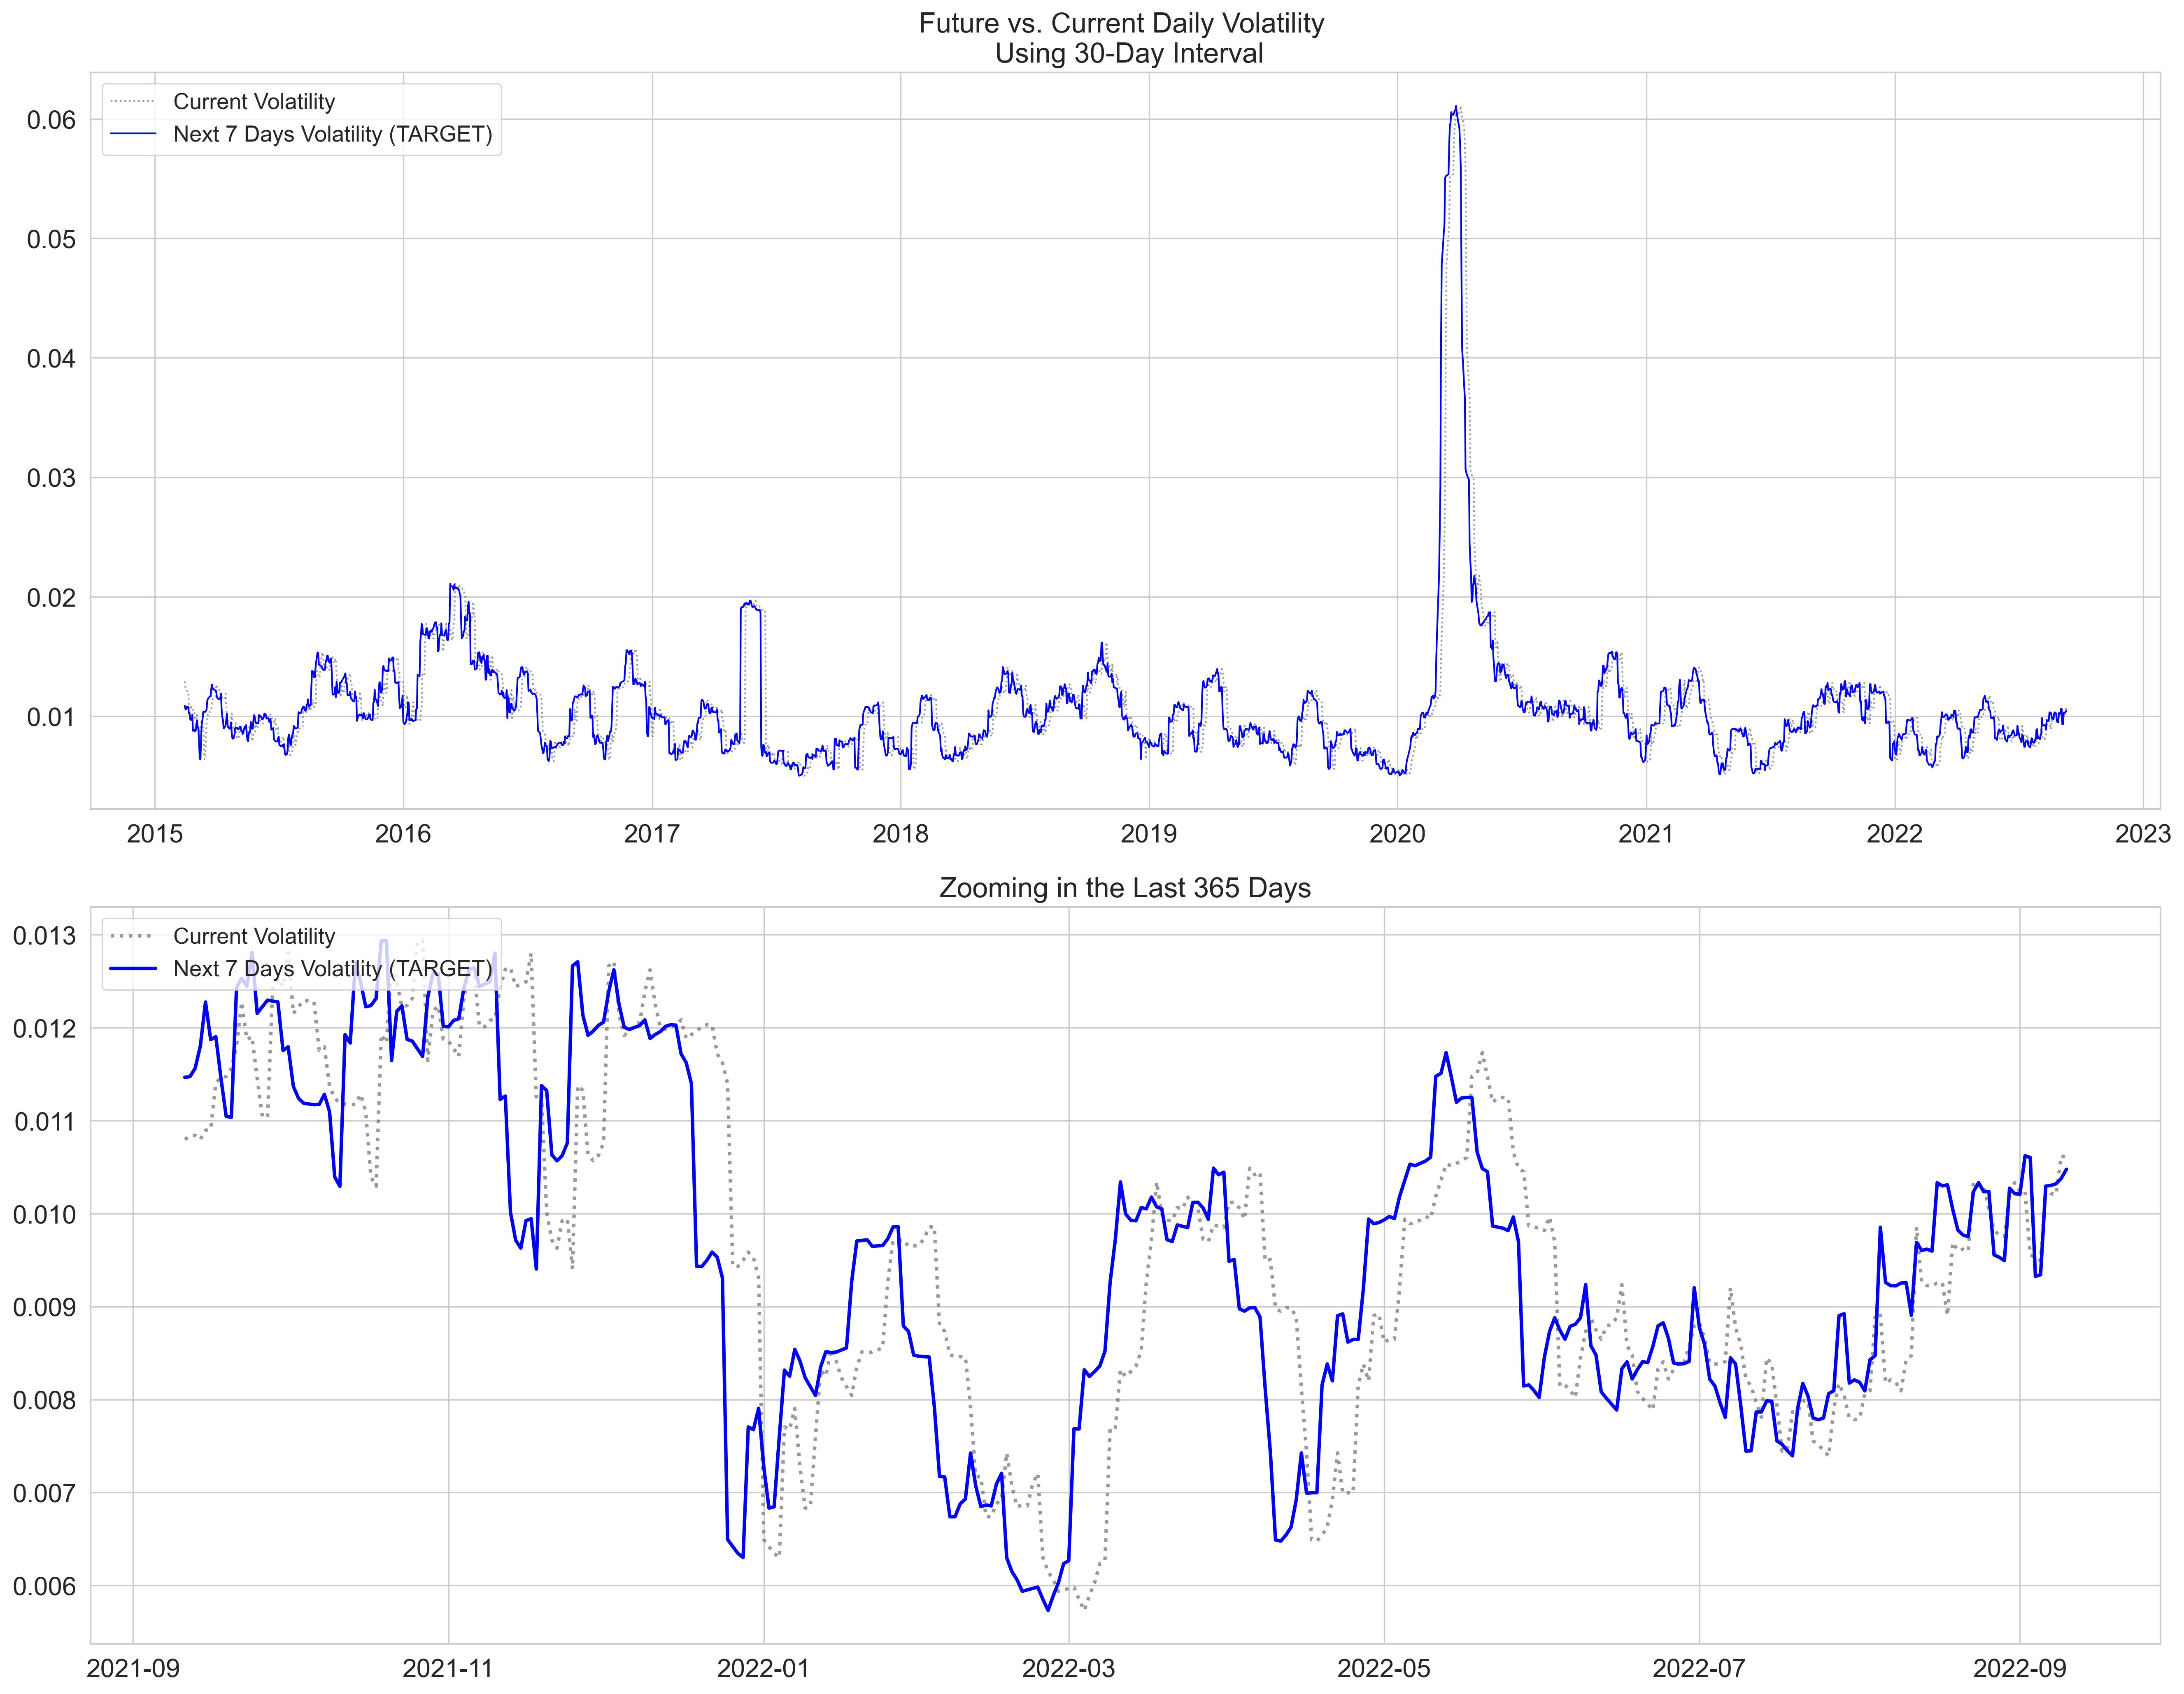 Future vs. Current Daily Volatility
Using 30-Day Interval
Current Volatility
Next 7 Days Volatility (TARGET)
0.06
0.05
0.04
0.03
0.02
0.01
2015 2016 2017 2018 2019 2020 2021 2022 2023
Zooming in the Last 365 Days
Current Volatility
Next 7 Days Volatility (TARGET)
0.013
0.012
0.011
0.010
0.009
0.008
0.007
0.006
2021-09 2021-11 2022-01 2022-03 2022-05 2022-07 2022-09